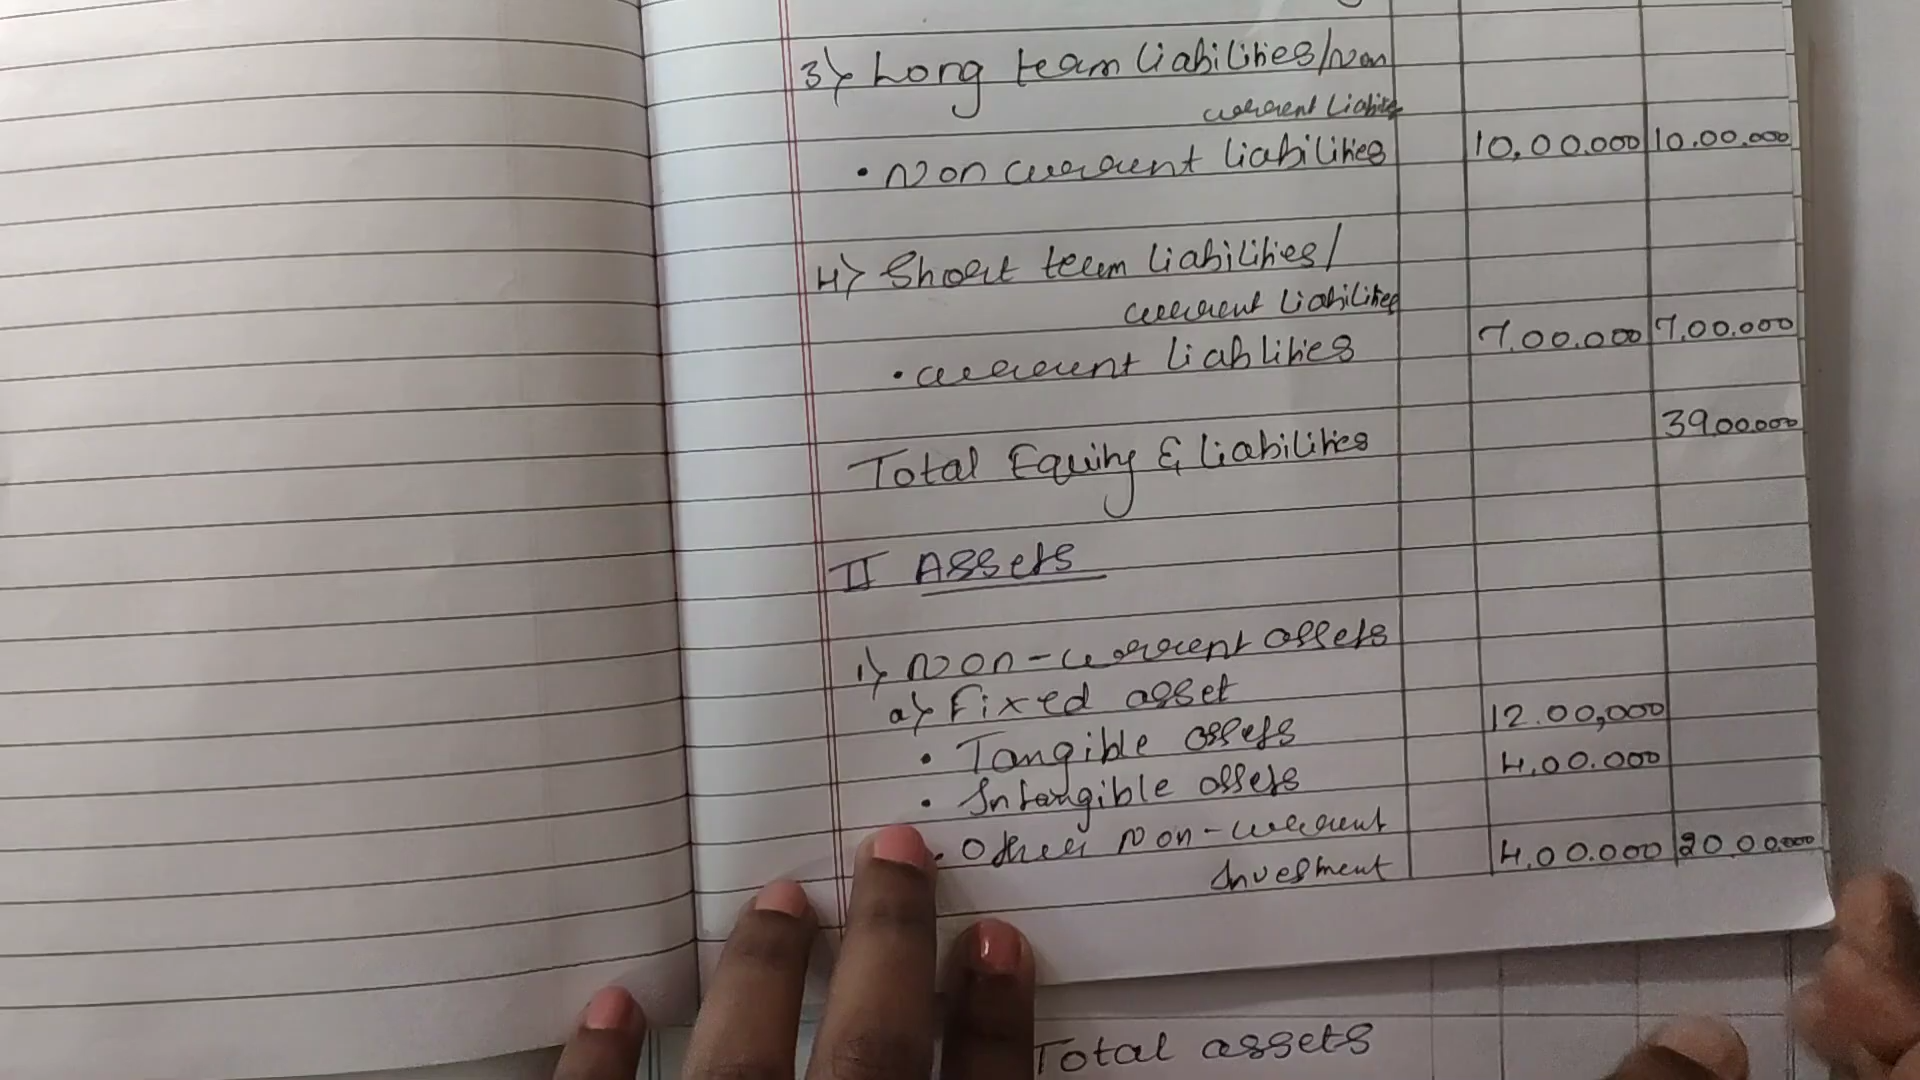 3) Long team liabilities/Non
current liabilites
• Non current liabilities 10,00.000 10.00.000
4) Short term liabilities/
current liabilities
• current liablities 7.00.000 7,00.000
Total Equity & liabilities 39,00.000
II Assets
1) Non-current assets
a) Fixed asset
• Tangible assets 12.00,000
• Intangible assets 4,00.000
• Other Non-current
Invesment 4,00.000 20,00.000
Total assets